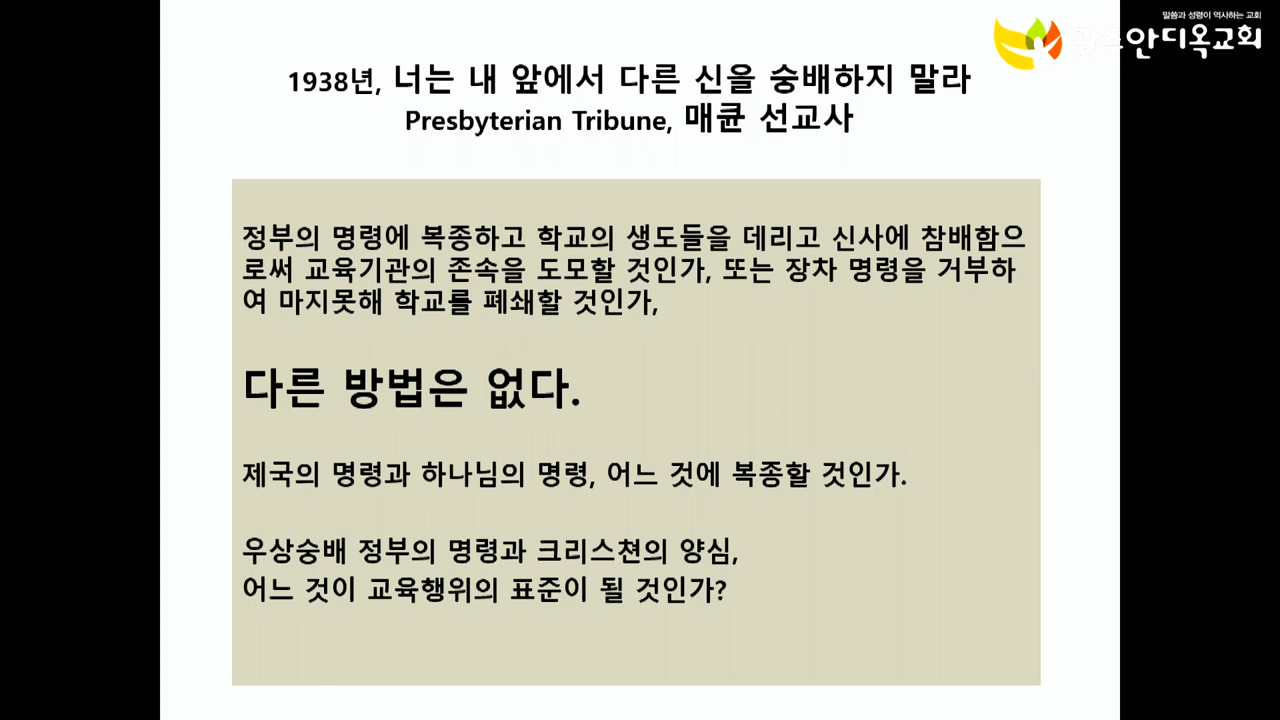 말씀과 성령이 역사하는 교회
광주안디옥교회
1938년, 너는 내 앞에서 다른 신을 숭배하지 말라
Presbyterian Tribune, 매큔 선교사
정부의 명령에 복종하고 학교의 생도들을 데리고 신사에 참배함으
로써 교육기관의 존속을 도모할 것인가, 또는 장차 명령을 거부하
여 마지못해 학교를 폐쇄할 것인가,
다른 방법은 없다.
제국의 명령과 하나님의 명령, 어느 것에 복종할 것인가.
우상숭배 정부의 명령과 크리스천의 양심,
어느 것이 교육행위의 표준이 될 것인가?